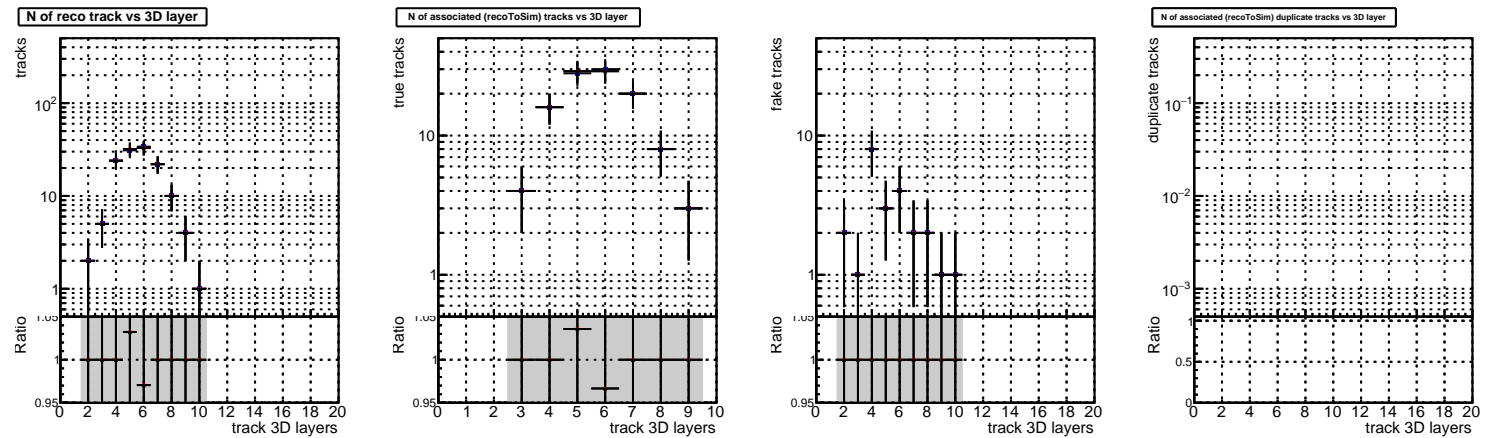 N of reco track vs 3D layer
tracks
10²
10
1
Ratio
1.05
1
0.95
0 2 4 6 8 10 12 14 16 18 20
track 3D layers
N of associated (recoToSim) tracks vs 3D layer
true tracks
10
1
Ratio
1.05
1
0.95
0 1 2 3 4 5 6 7 8 9 10
track 3D layers
fake tracks
10
1
Ratio
1.05
1
0.95
0 2 4 6 8 10 12 14 16 18 20
track 3D layers
N of associated (recoToSim) duplicate tracks vs 3D layer
duplicate tracks
10⁻¹
10⁻²
10⁻³
Ratio
1
0.5
0
0 2 4 6 8 10 12 14 16 18 20
track 3D layers